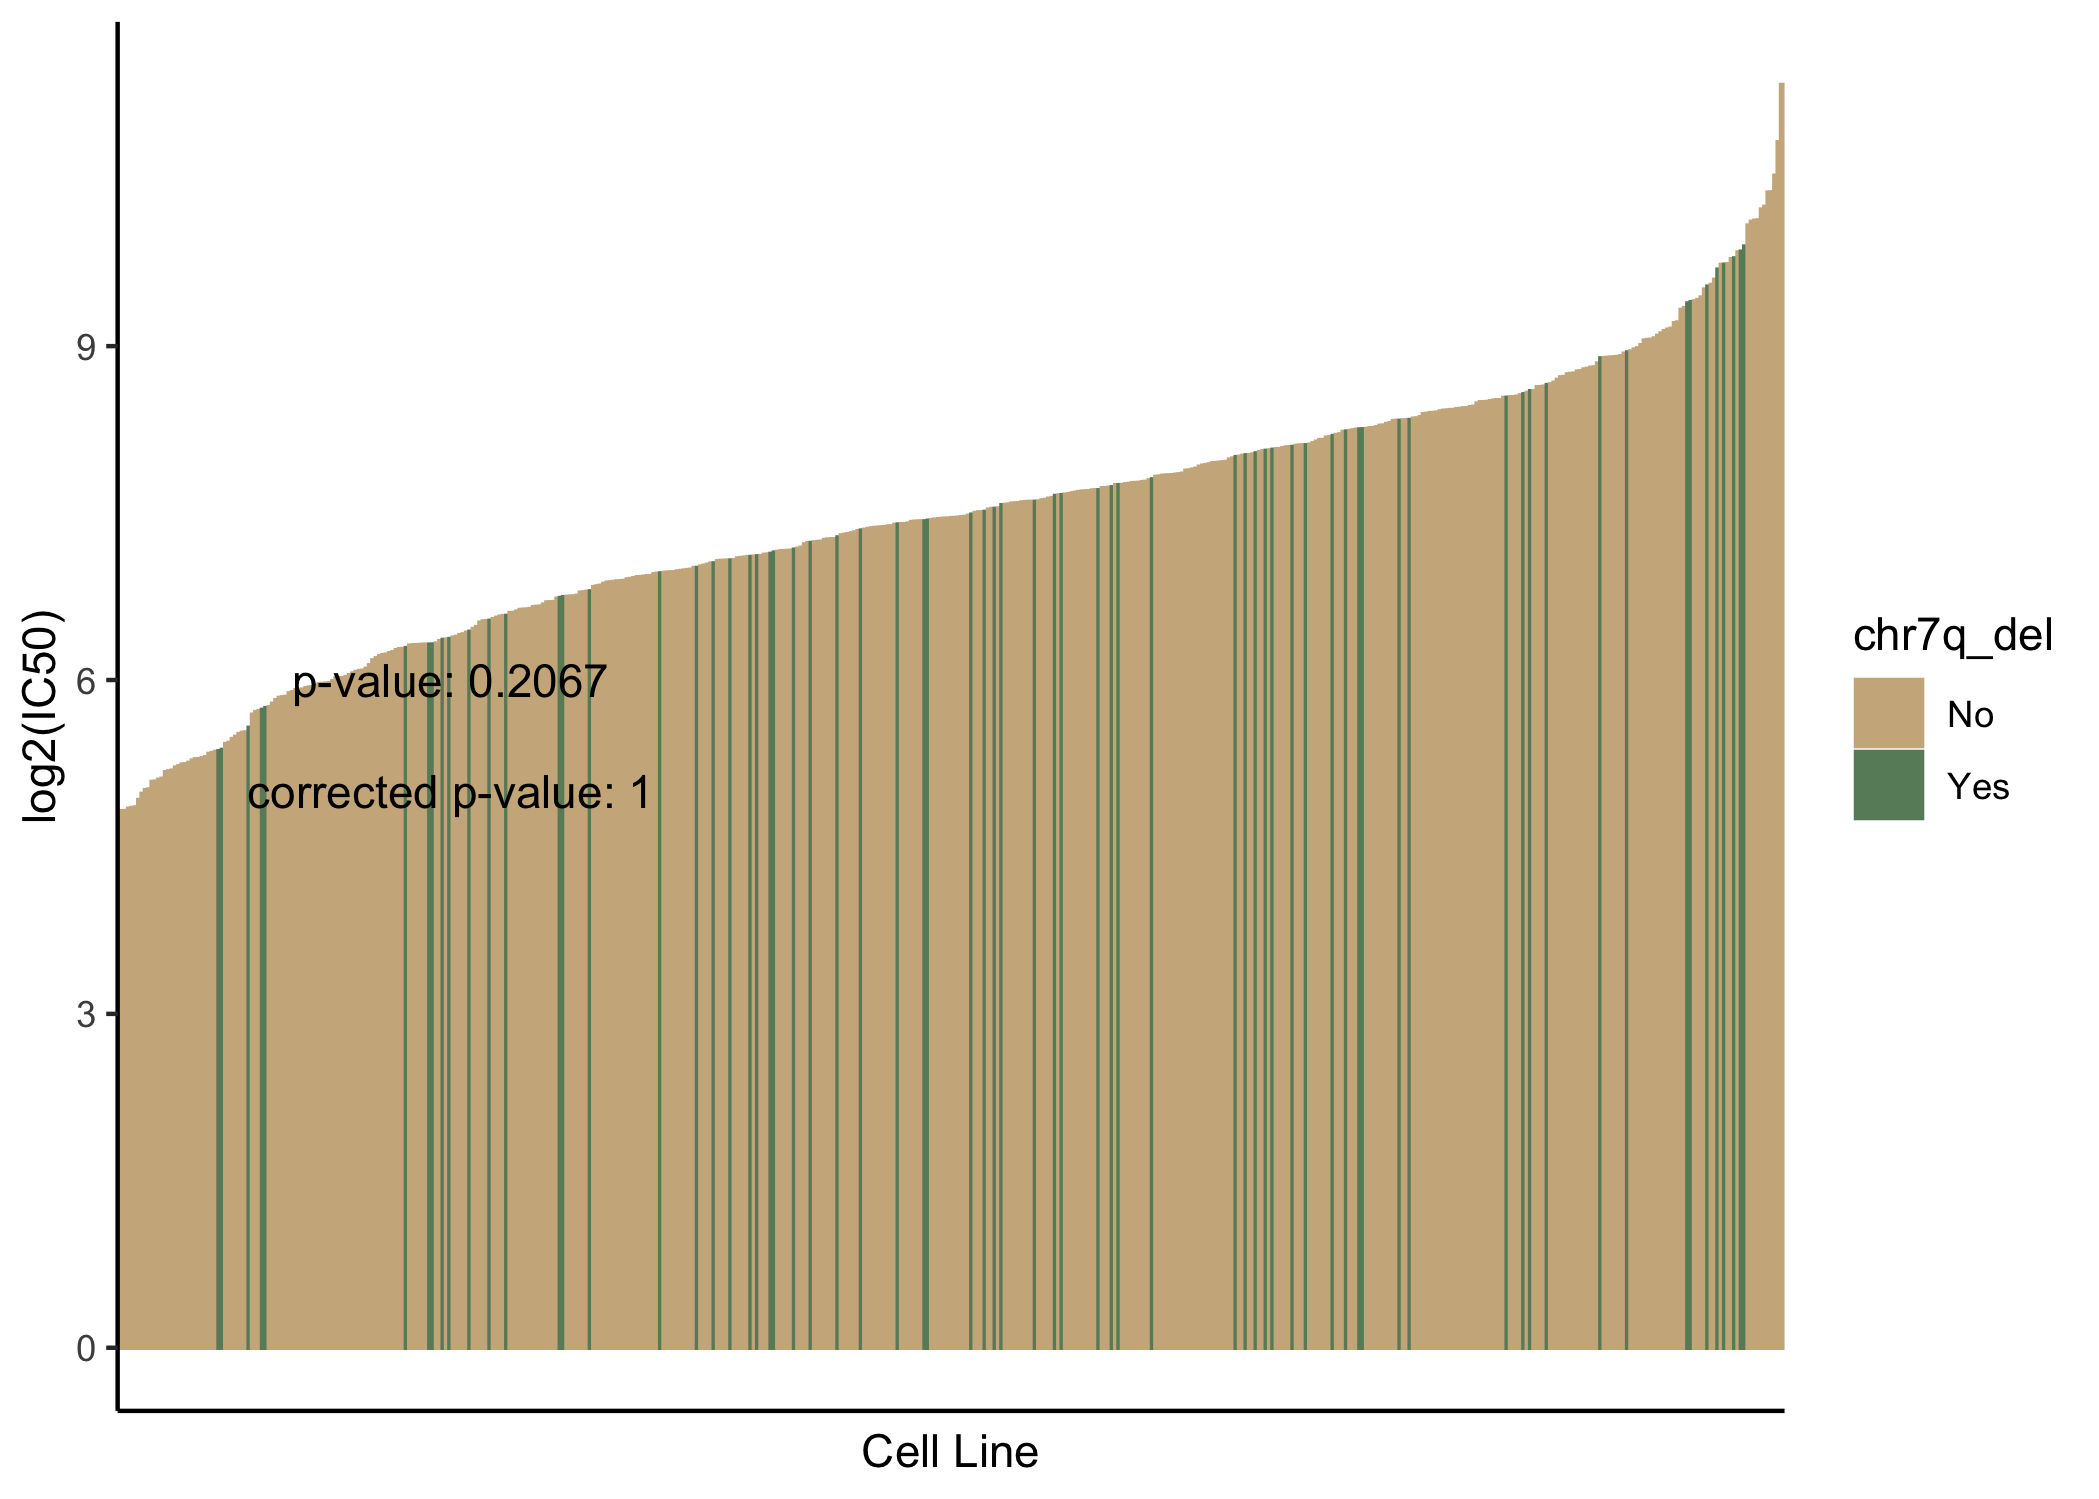 log2(IC50)
9
6
3
0
p-value: 0.2067
corrected p-value: 1
Cell Line
chr7q_del
No
Yes